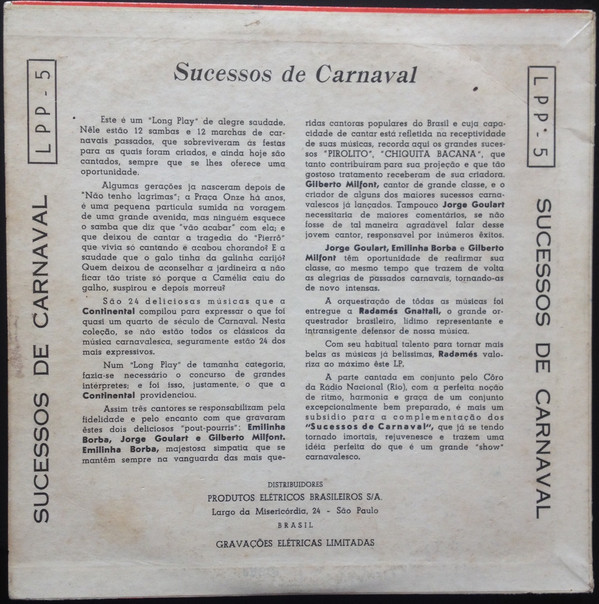 Sucessos de Carnaval
LPP-5
SUCESSOS DE CARNAVAL
Este é um "Long Play" de alegre saudade.
Nêle estão 12 sambas e 12 marchas de car-
navais passados, que sobreviveram às festas
para as quais foram criados, e ainda hoje são
cantados, sempre que se lhes oferece uma
oportunidade.
Algumas gerações ja nasceram depois de
"Não tenho lagrimas"; a Praça Onze há anos,
é uma pequena partícula sumida na voragem
de uma grande avenida, mas ninguém esquece
o samba que diz que "vão acabar" com ela; e
que deixou de cantar a tragedia do "Pierrô"
que vivia só cantando é acabou chorando? E a
saudade que o galo tinha da galinha carijó?
Quem deixou de aconselhar a jardineira a não
ficar tão triste só porque a Camélia caiu do
galho, suspirou e depois morreu?
São 24 deliciosas músicas que a
Continental compilou para expressar o que foi
quasi um quarto de século de Carnaval. Nesta
coleção, se não estão todos os clássicos da
música carnavalesca, seguramente estão 24 dos
mais expressivos.
Num "Long Play" de tamanha categoria,
fazia-se necessário o concurso de grandes
intérpretes; e foi isso, justamente, o que a
Continental providenciou.
Assim três cantores se responsabilizam pela
fidelidade e pelo encanto com que gravaram
êstes dois deliciosos "pout-pourris": Emilinha
Borba, Jorge Goulart e Gilberto Milfont.
Emilinha Borba, majestosa simpatia que se
mantêm sempre na vanguarda das mais que-
ridas cantoras populares do Brasil e cuja capa-
cidade de cantar está refletida na receptividade
de suas músicas, recorda aqui os grandes suces-
sos "PIROLITO", "CHIQUITA BACANA", que
tanto contribuiram para sua projeção e que tão
gostoso tratamento receberam de sua criadora.
Gilberto Milfont, cantor de grande classe, e o
criador de alguns dos maiores sucessos carna-
valescos já lançados. Tampouco Jorge Goulart
necessitaria de maiores comentários, se não
fosse de tal maneira agradável falar desse
jovem cantor, responsavel por inúmeros êxitos.
Jorge Goulart, Emilinha Borba e Gilberto
Milfont têm oportunidade de reafirmar sua
classe, ao mesmo tempo que trazem de volta
as alegrias de passados carnavais, tornando-as
de novo intensas.
A orquestração de tôdas as músicas foi
entregue a Radamés Gnattali, o grande or-
questrador brasileiro, lidimo representante e
intransigente defensor de nossa música.
Com seu habitual talento para tornar mais
belas as músicas já belissimas, Radamés valo-
riza ao máximo êste LP.
A parte cantada em conjunto pelo Côro
da Rádio Nacional (Rio), com a perfeita noção
de ritmo, harmonia e graça de um conjunto
excepcionalmente bem preparado, é mais um
subsídio para a complementação dos
"Sucessos de Carnaval", que já se tendo
tornado imortais, rejuvenesce e trazem uma
idéia perfeita do que é um grande "show"
carnavalesco.
LPP-5
SUCESSOS DE CARNAVAL
DISTRIBUIDORES
PRODUTOS ELÉTRICOS BRASILEIROS S/A.
Largo da Misericórdia, 24 - São Paulo
BRASIL
GRAVAÇÕES ELÉTRICAS LIMITADAS